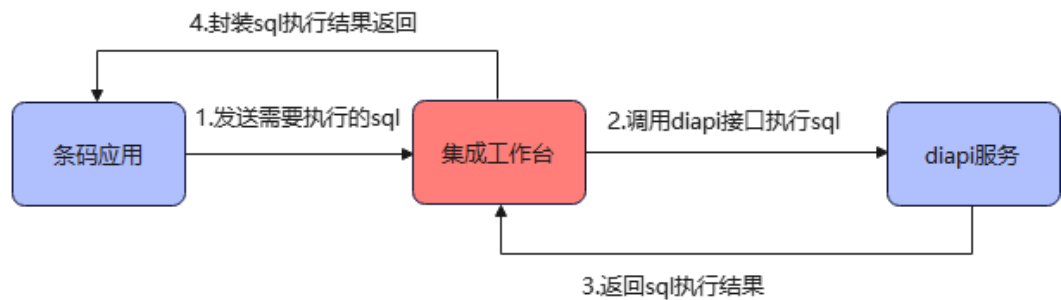 4.封装sql执行结果返回
1.发送需要执行的sql
2.调用diapi接口执行sql
条码应用
集成工作台
diapi服务
3.返回sql执行结果